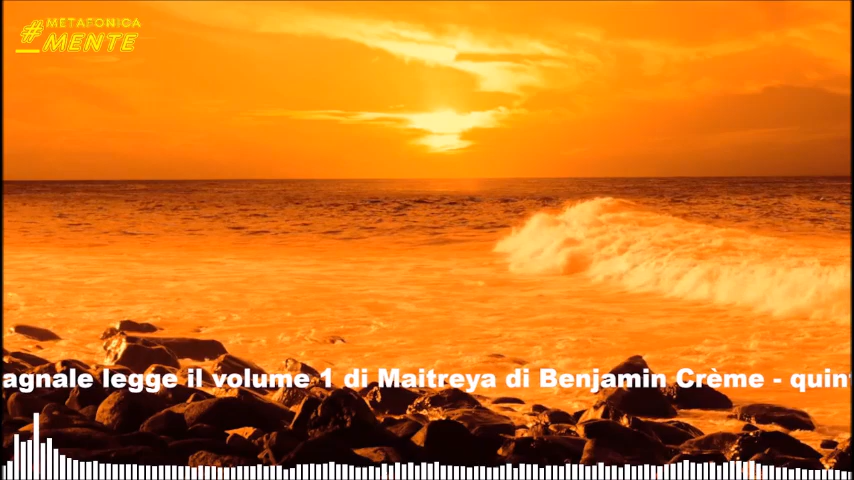 #METAFONICA
MENTE
agnale legge il volume 1 di Maitreya di Benjamin Crème - quin